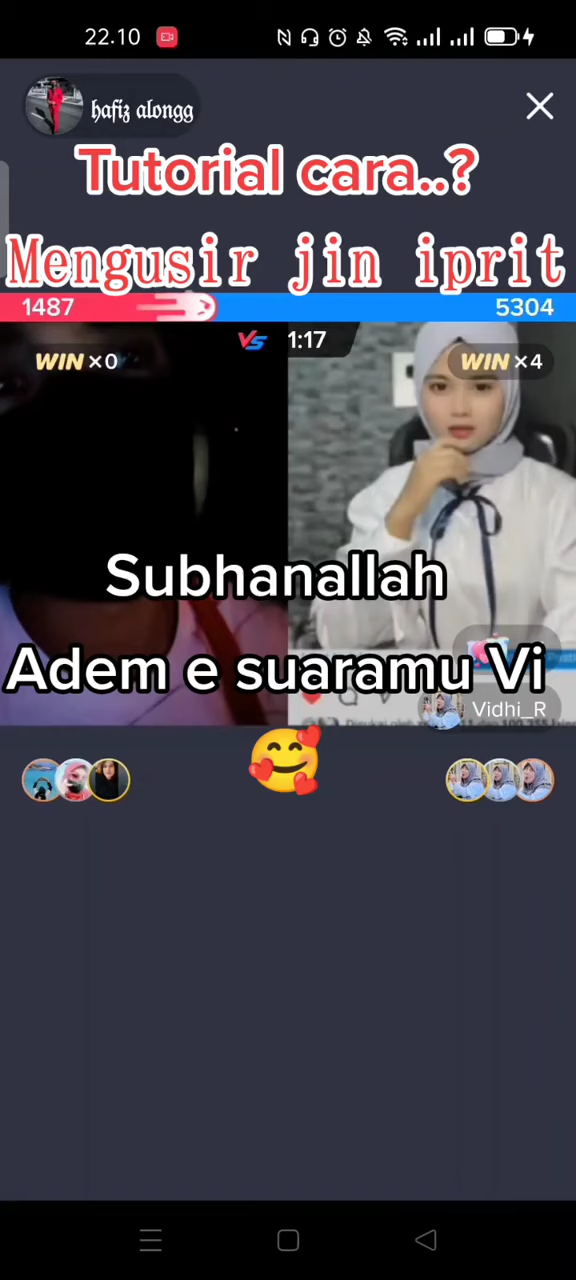 22.10
hafiz alongg
Tutorial cara..?
Mengusir jin iprit
1487
5304
VS 1:17
WIN ×0
WIN ×4
Subhanallah
Adem e suaramu Vi
Vidhi_R